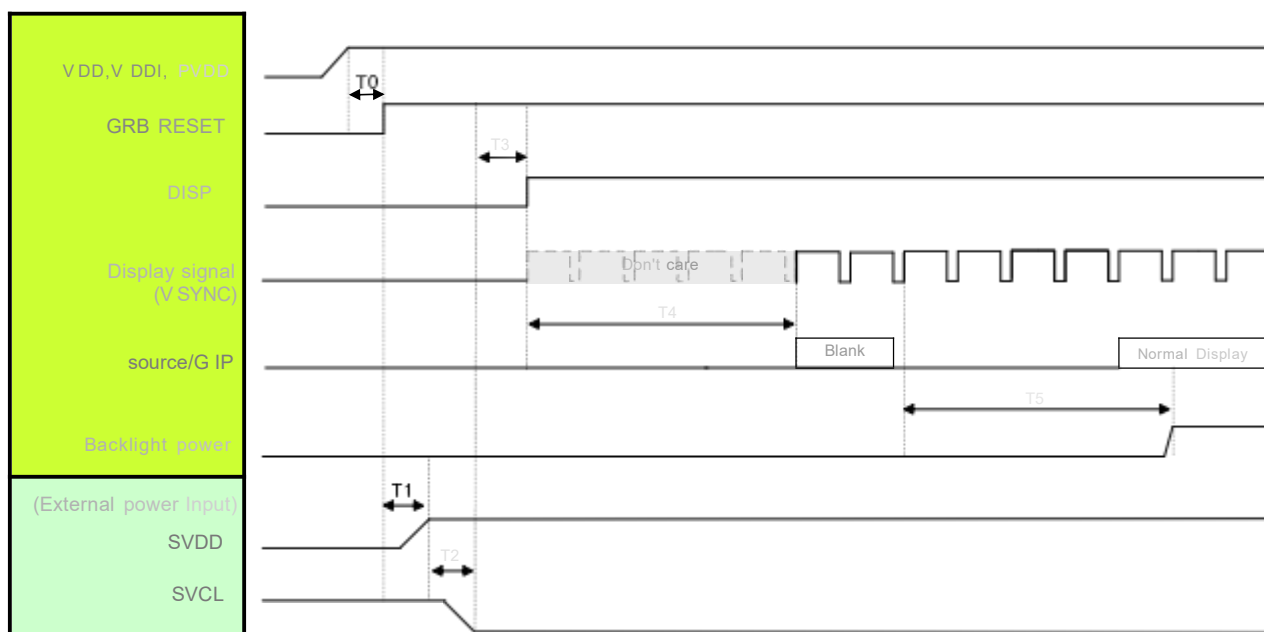 VDD,V DDI, PVDD
T0
GRB RESET
T3
DISP
Don't care
Display signal
(V SYNC)
T4
source/G IP
Blank
Normal Display
T5
Backlight power
T1
(External power Input)
SVDD
T2
SVCL